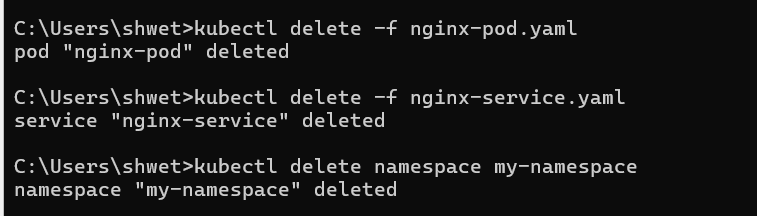 C:\Users\shwet>kubectl delete -f nginx-pod.yaml
pod "nginx-pod" deleted
C:\Users\shwet>kubectl delete -f nginx-service.yaml
service "nginx-service" deleted
C:\Users\shwet>kubectl delete namespace my-namespace
namespace "my-namespace" deleted